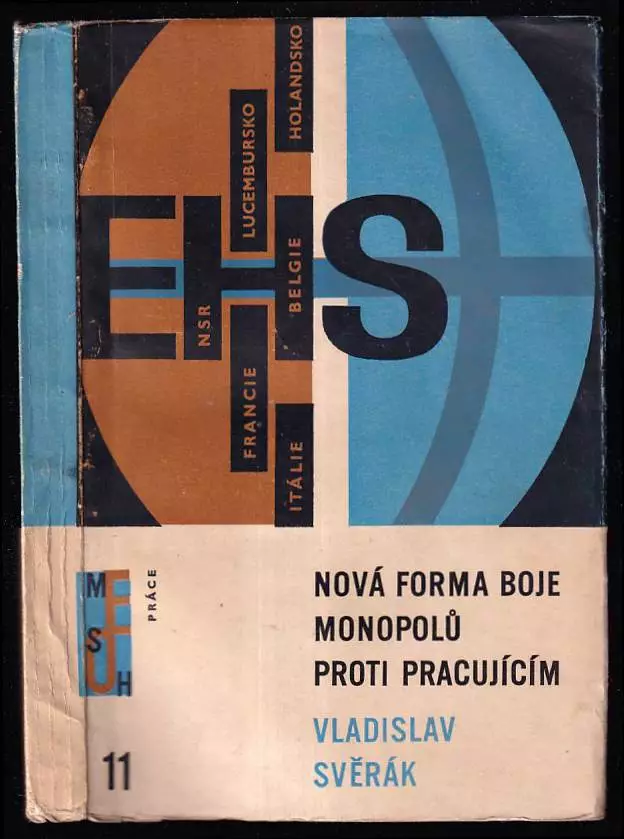 EHS
HOLANDSKO
LUCEMBURSKO
BELGIE
NSR
FRANCIE
ITÁLIE
NOVÁ FORMA BOJE
MONOPOLŮ
PROTI PRACUJÍCÍM
VLADISLAV
SVĚRÁK
PRÁCE
M
E
S
U
H
11